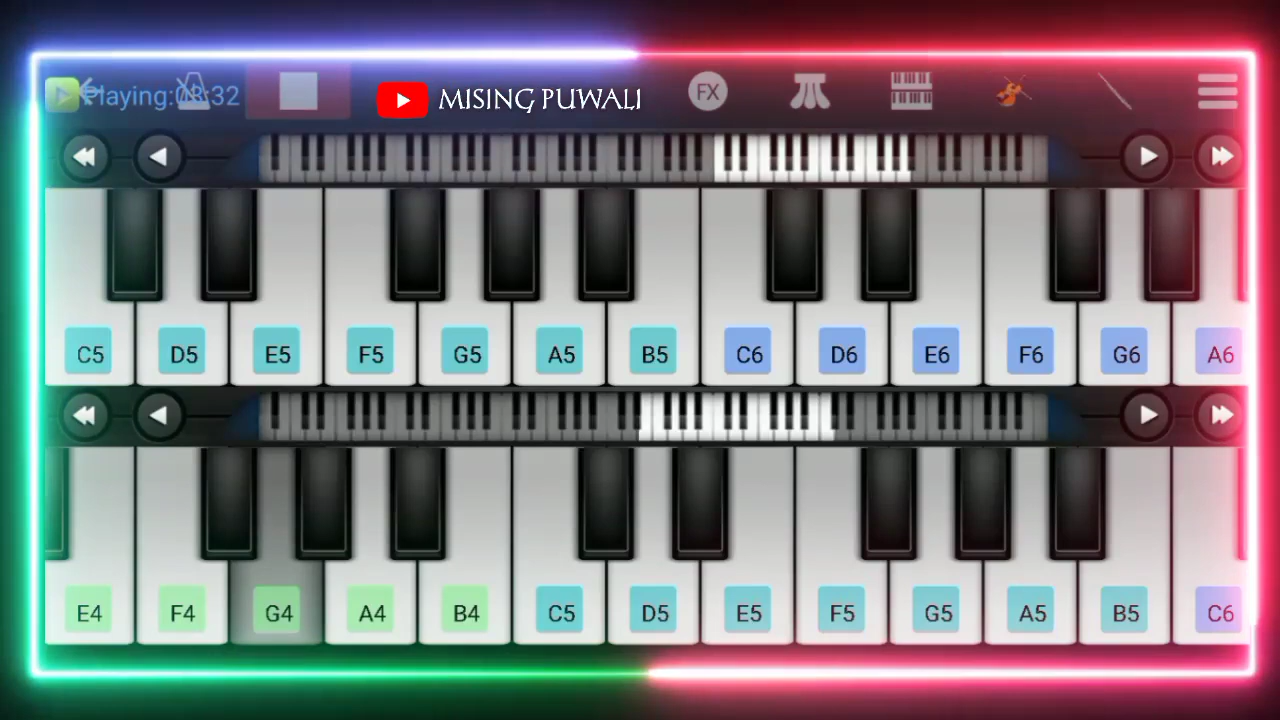 Playing:03:32
MISING PUWALI
FX
C5 D5 E5 F5 G5 A5 B5 C6 D6 E6 F6 G6 A6
E4 F4 G4 A4 B4 C5 D5 E5 F5 G5 A5 B5 C6